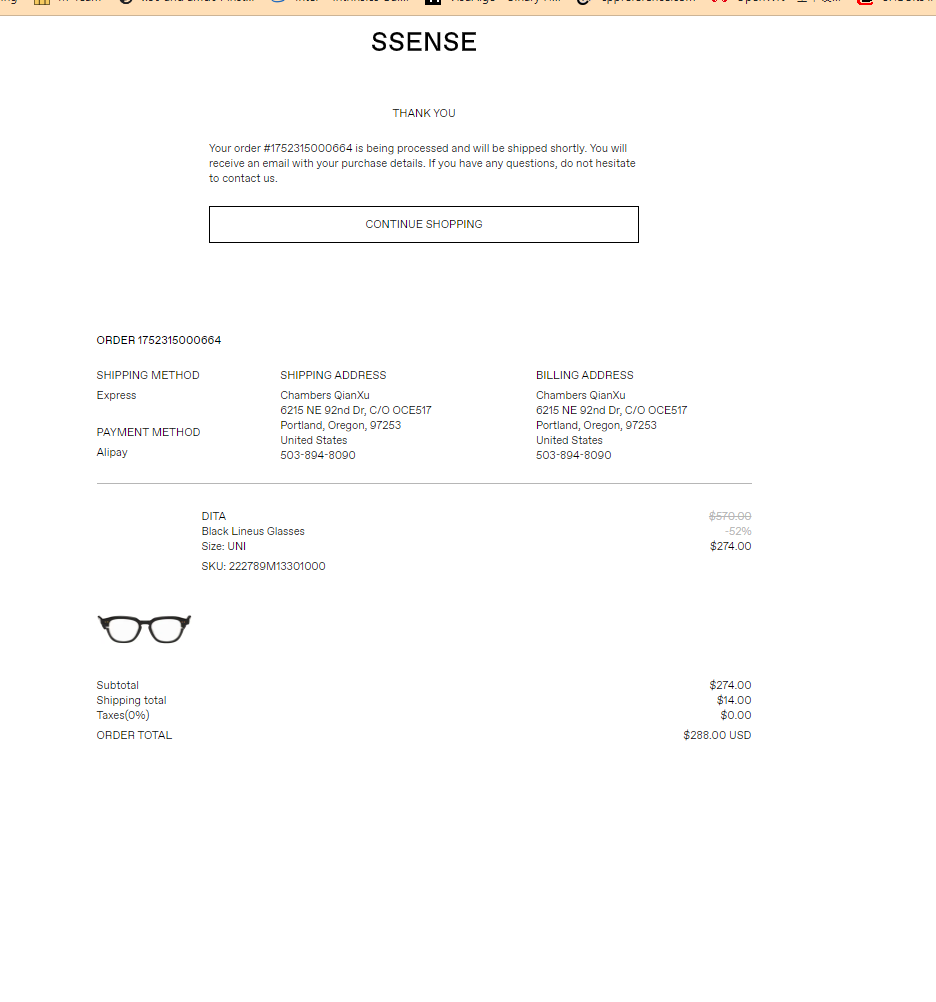 SSENSE
THANK YOU
Your order #1752315000664 is being processed and will be shipped shortly. You will
receive an email with your purchase details. If you have any questions, do not hesitate
to contact us.
CONTINUE SHOPPING
ORDER 1752315000664
SHIPPING METHOD
Express
PAYMENT METHOD
Alipay
SHIPPING ADDRESS
Chambers QianXu
6215 NE 92nd Dr, C/O OCE517
Portland, Oregon, 97253
United States
503-894-8090
BILLING ADDRESS
Chambers QianXu
6215 NE 92nd Dr, C/O OCE517
Portland, Oregon, 97253
United States
503-894-8090
DITA $570.00
Black Lineus Glasses -52%
Size: UNI $274.00
SKU: 222789M13301000
Subtotal $274.00
Shipping total $14.00
Taxes(0%) $0.00
ORDER TOTAL $288.00 USD